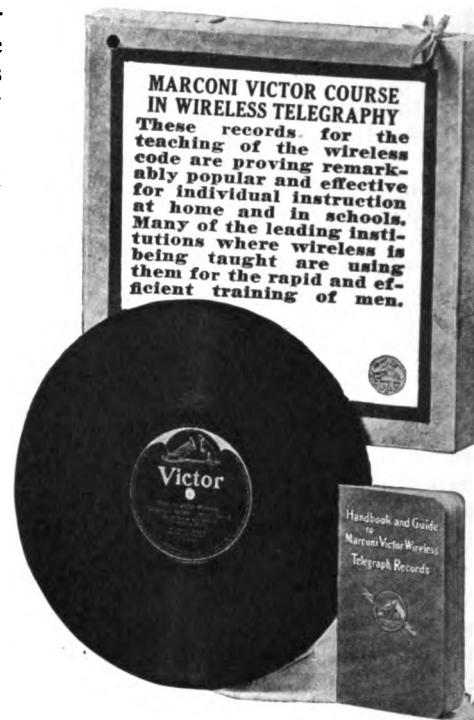 MARCONI VICTOR COURSE
IN WIRELESS TELEGRAPHY
These records for the
teaching of the wireless
code are proving remark-
ably popular and effective
for individual instruction
at home and in schools.
Many of the leading insti-
tutions where wireless is
being taught are using
them for the rapid and ef-
ficient training of men.
Victor
Handbook and Guide
to
Marconi Victor Wireless
Telegraph Records